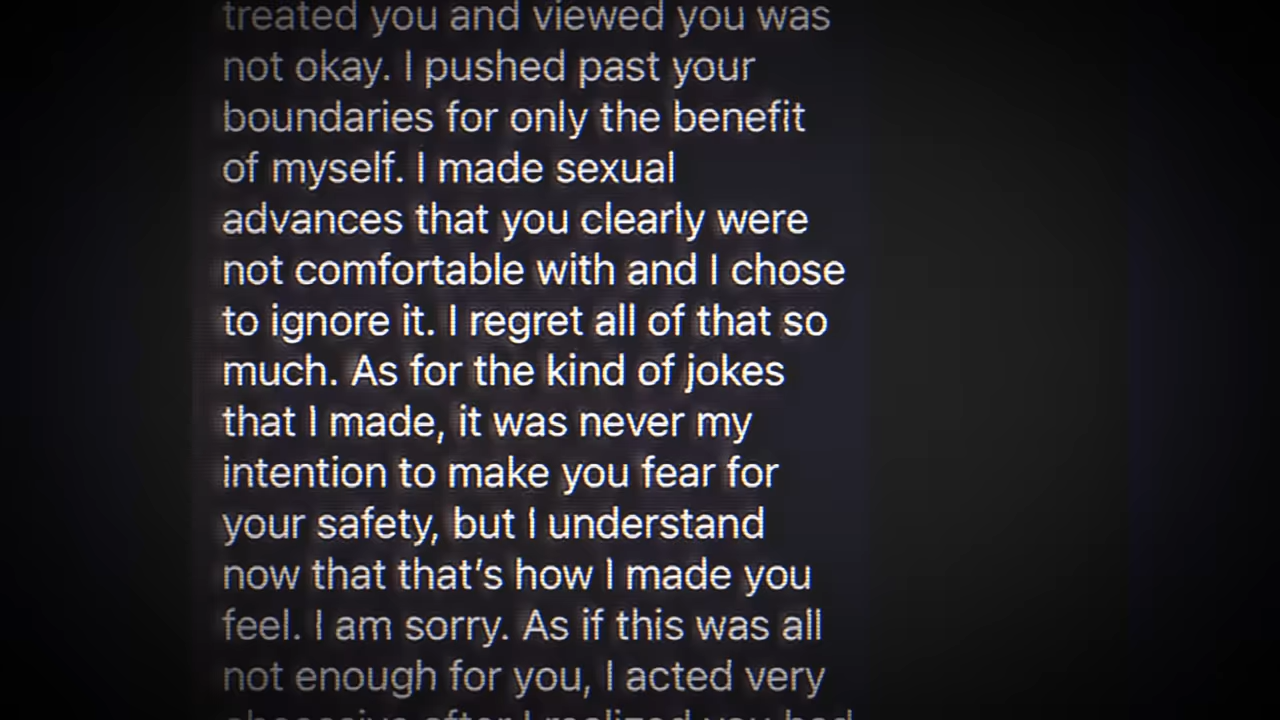 treated you and viewed you was
not okay. I pushed past your
boundaries for only the benefit
of myself. I made sexual
advances that you clearly were
not comfortable with and I chose
to ignore it. I regret all of that so
much. As for the kind of jokes
that I made, it was never my
intention to make you fear for
your safety, but I understand
now that that's how I made you
feel. I am sorry. As if this was all
not enough for you, I acted very
after I realized you had